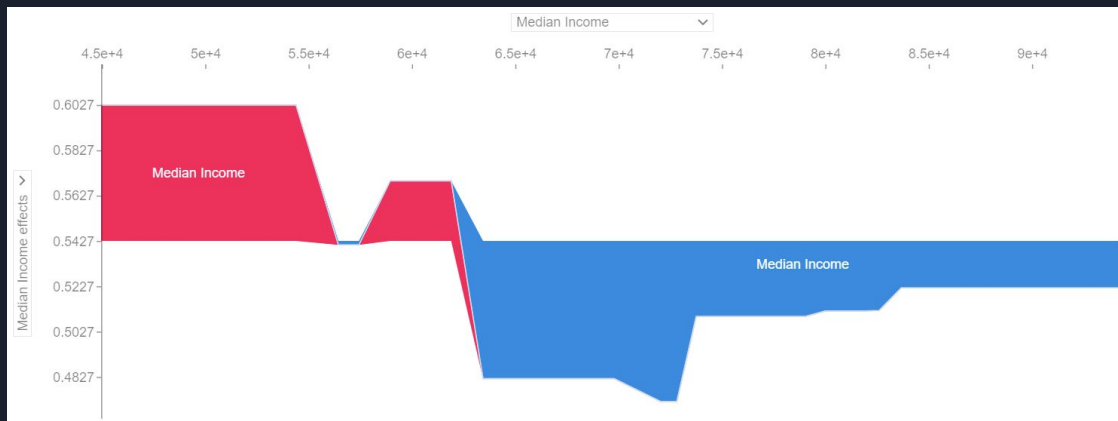 Median Income
4.5e+4 5e+4 5.5e+4 6e+4 6.5e+4 7e+4 7.5e+4 8e+4 8.5e+4 9e+4
0.6027
0.5827
Median Income
0.5627
0.5427
Median Income
0.5227
0.5027
0.4827
Median Income effects